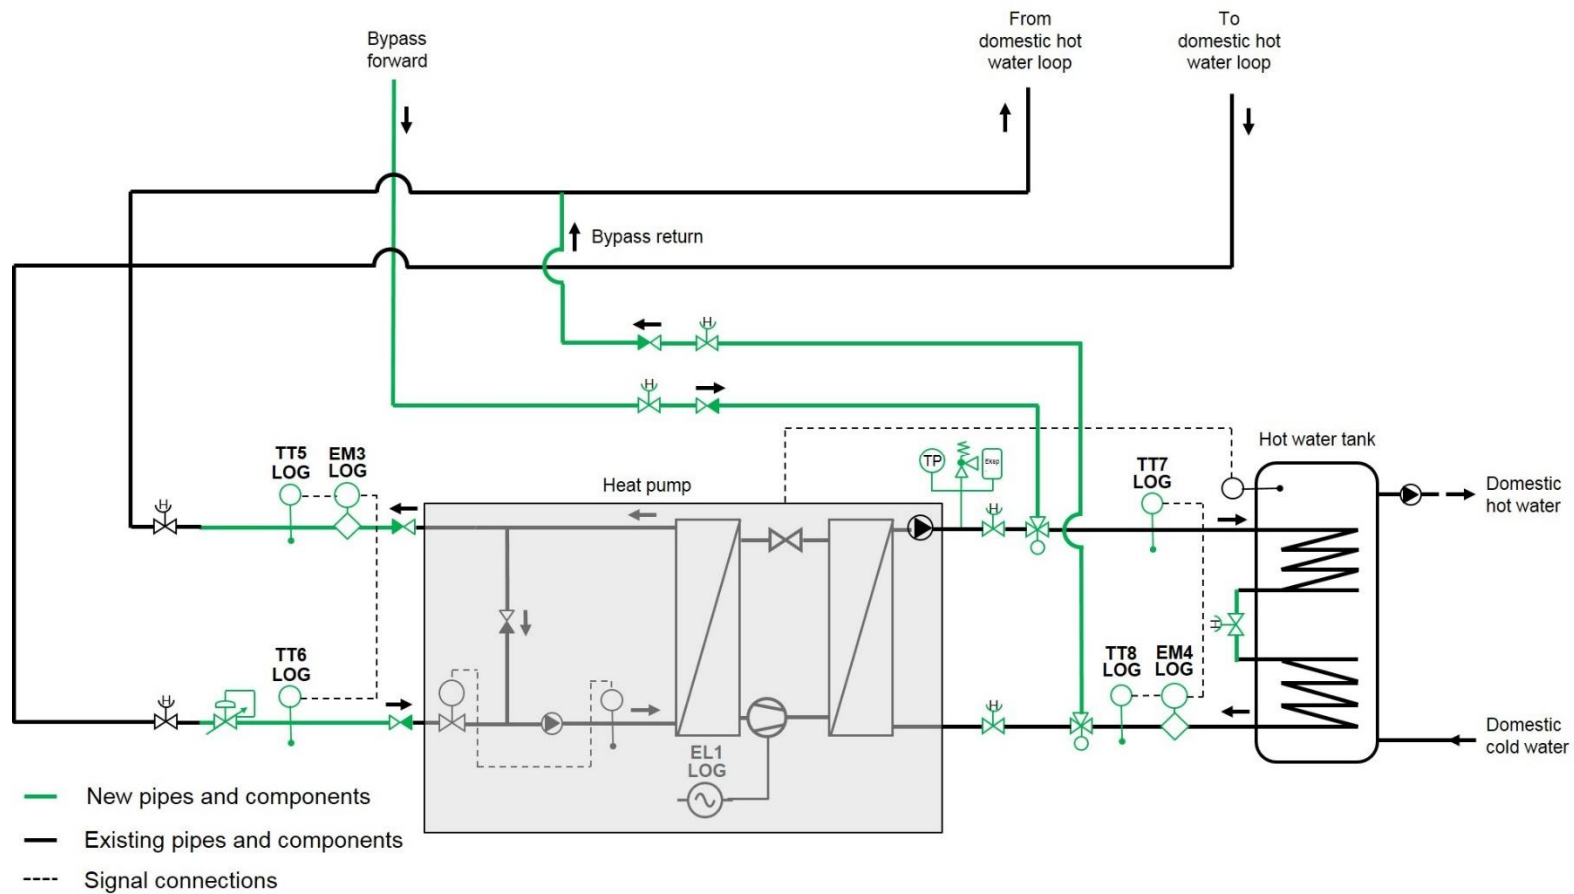 From
domestic hot
water loop
To
domestic hot
water loop
Bypass
forward
Bypass return
H
H
Hot water tank
TT5
LOG
EM3
LOG
Heat pump
TP
Eksp
TT7
LOG
Domestic
hot water
H
H
H
TT6
LOG
TT8
LOG
EM4
LOG
H
H
EL1
LOG
Domestic
cold water
New pipes and components
Existing pipes and components
Signal connections